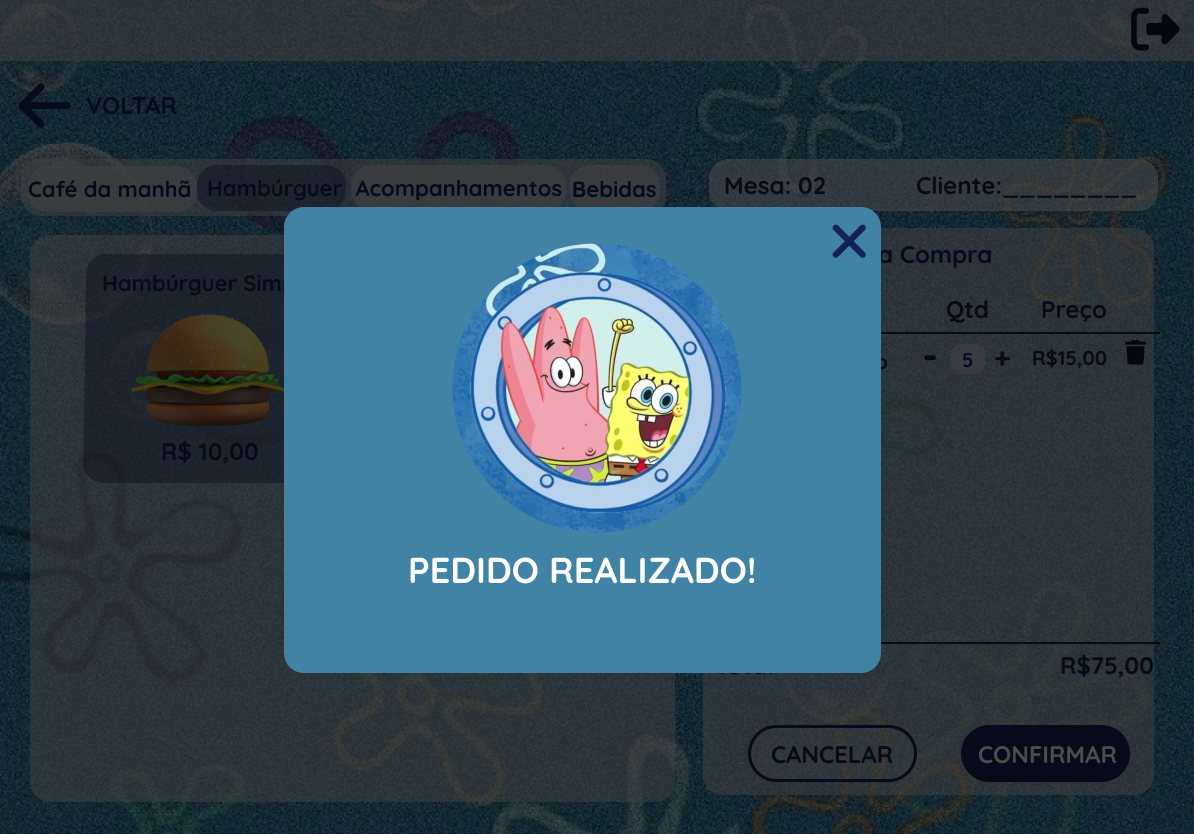 VOLTAR
Café da manhã Hambúrguer Acompanhamentos Bebidas
Mesa: 02 Cliente:________
a Compra
Hambúrguer Sim
Qtd Preço
- 5 + R$15,00
R$ 10,00
PEDIDO REALIZADO!
R$75,00
CANCELAR CONFIRMAR